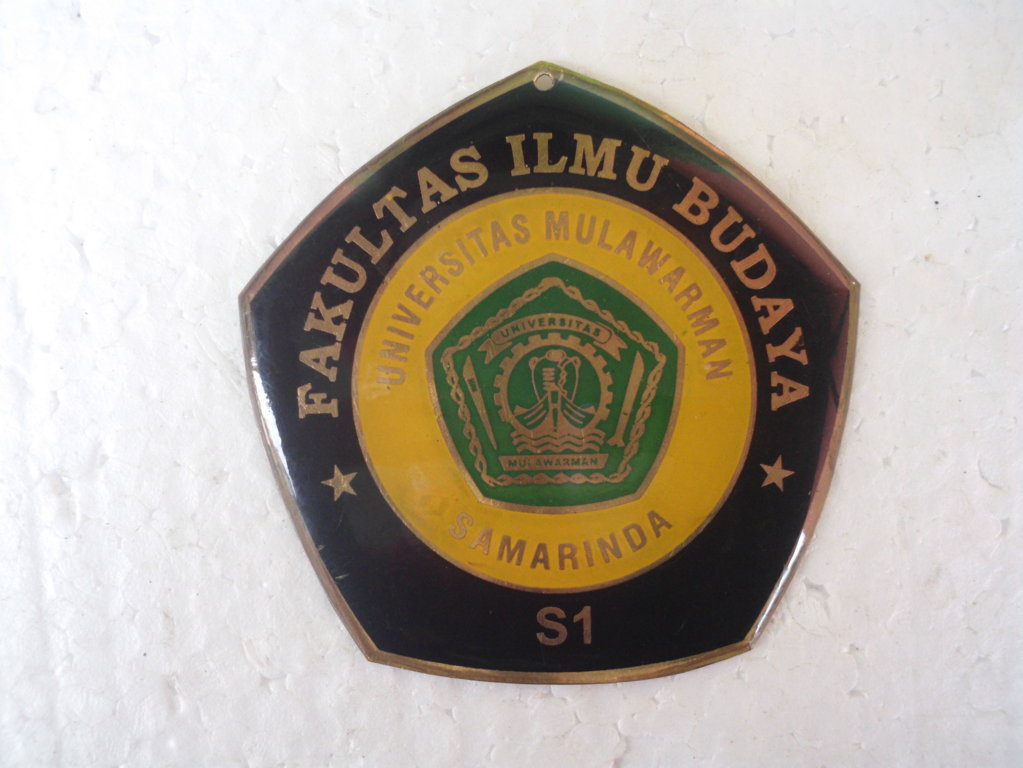 FAKULTAS ILMU BUDAYA
UNIVERSITAS MULAWARMAN
UNIVERSITAS
MULAWARMAN
SAMARINDA
S1